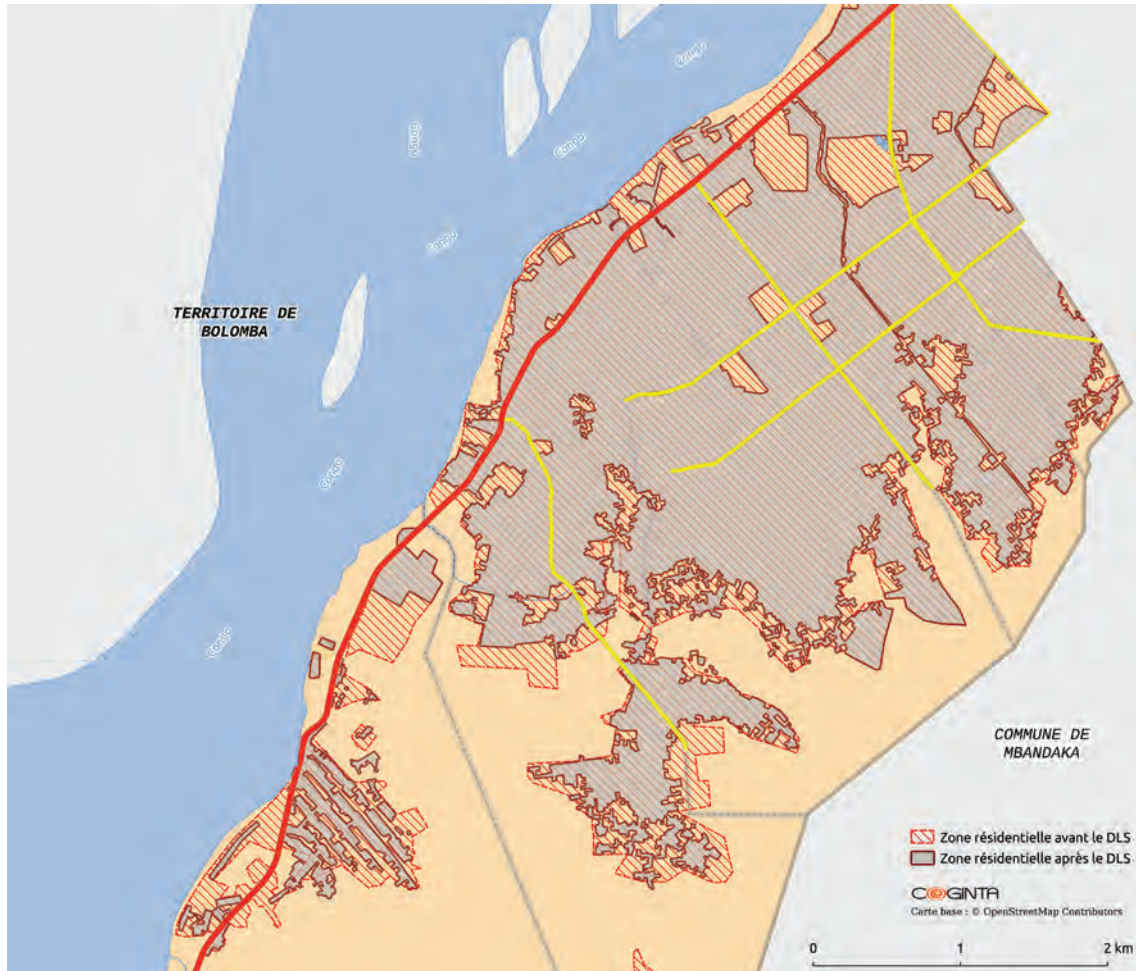 Congo
Congo
Congo
Congo
TERRITOIRE DE
BOLOMBA
Congo
Congo
COMMUNE DE
MBANDAKA
Zone résidentielle avant le DLS
Zone résidentielle après le DLS
COGINTA
Carte base : © OpenStreetMap Contributors
0 1 2 km